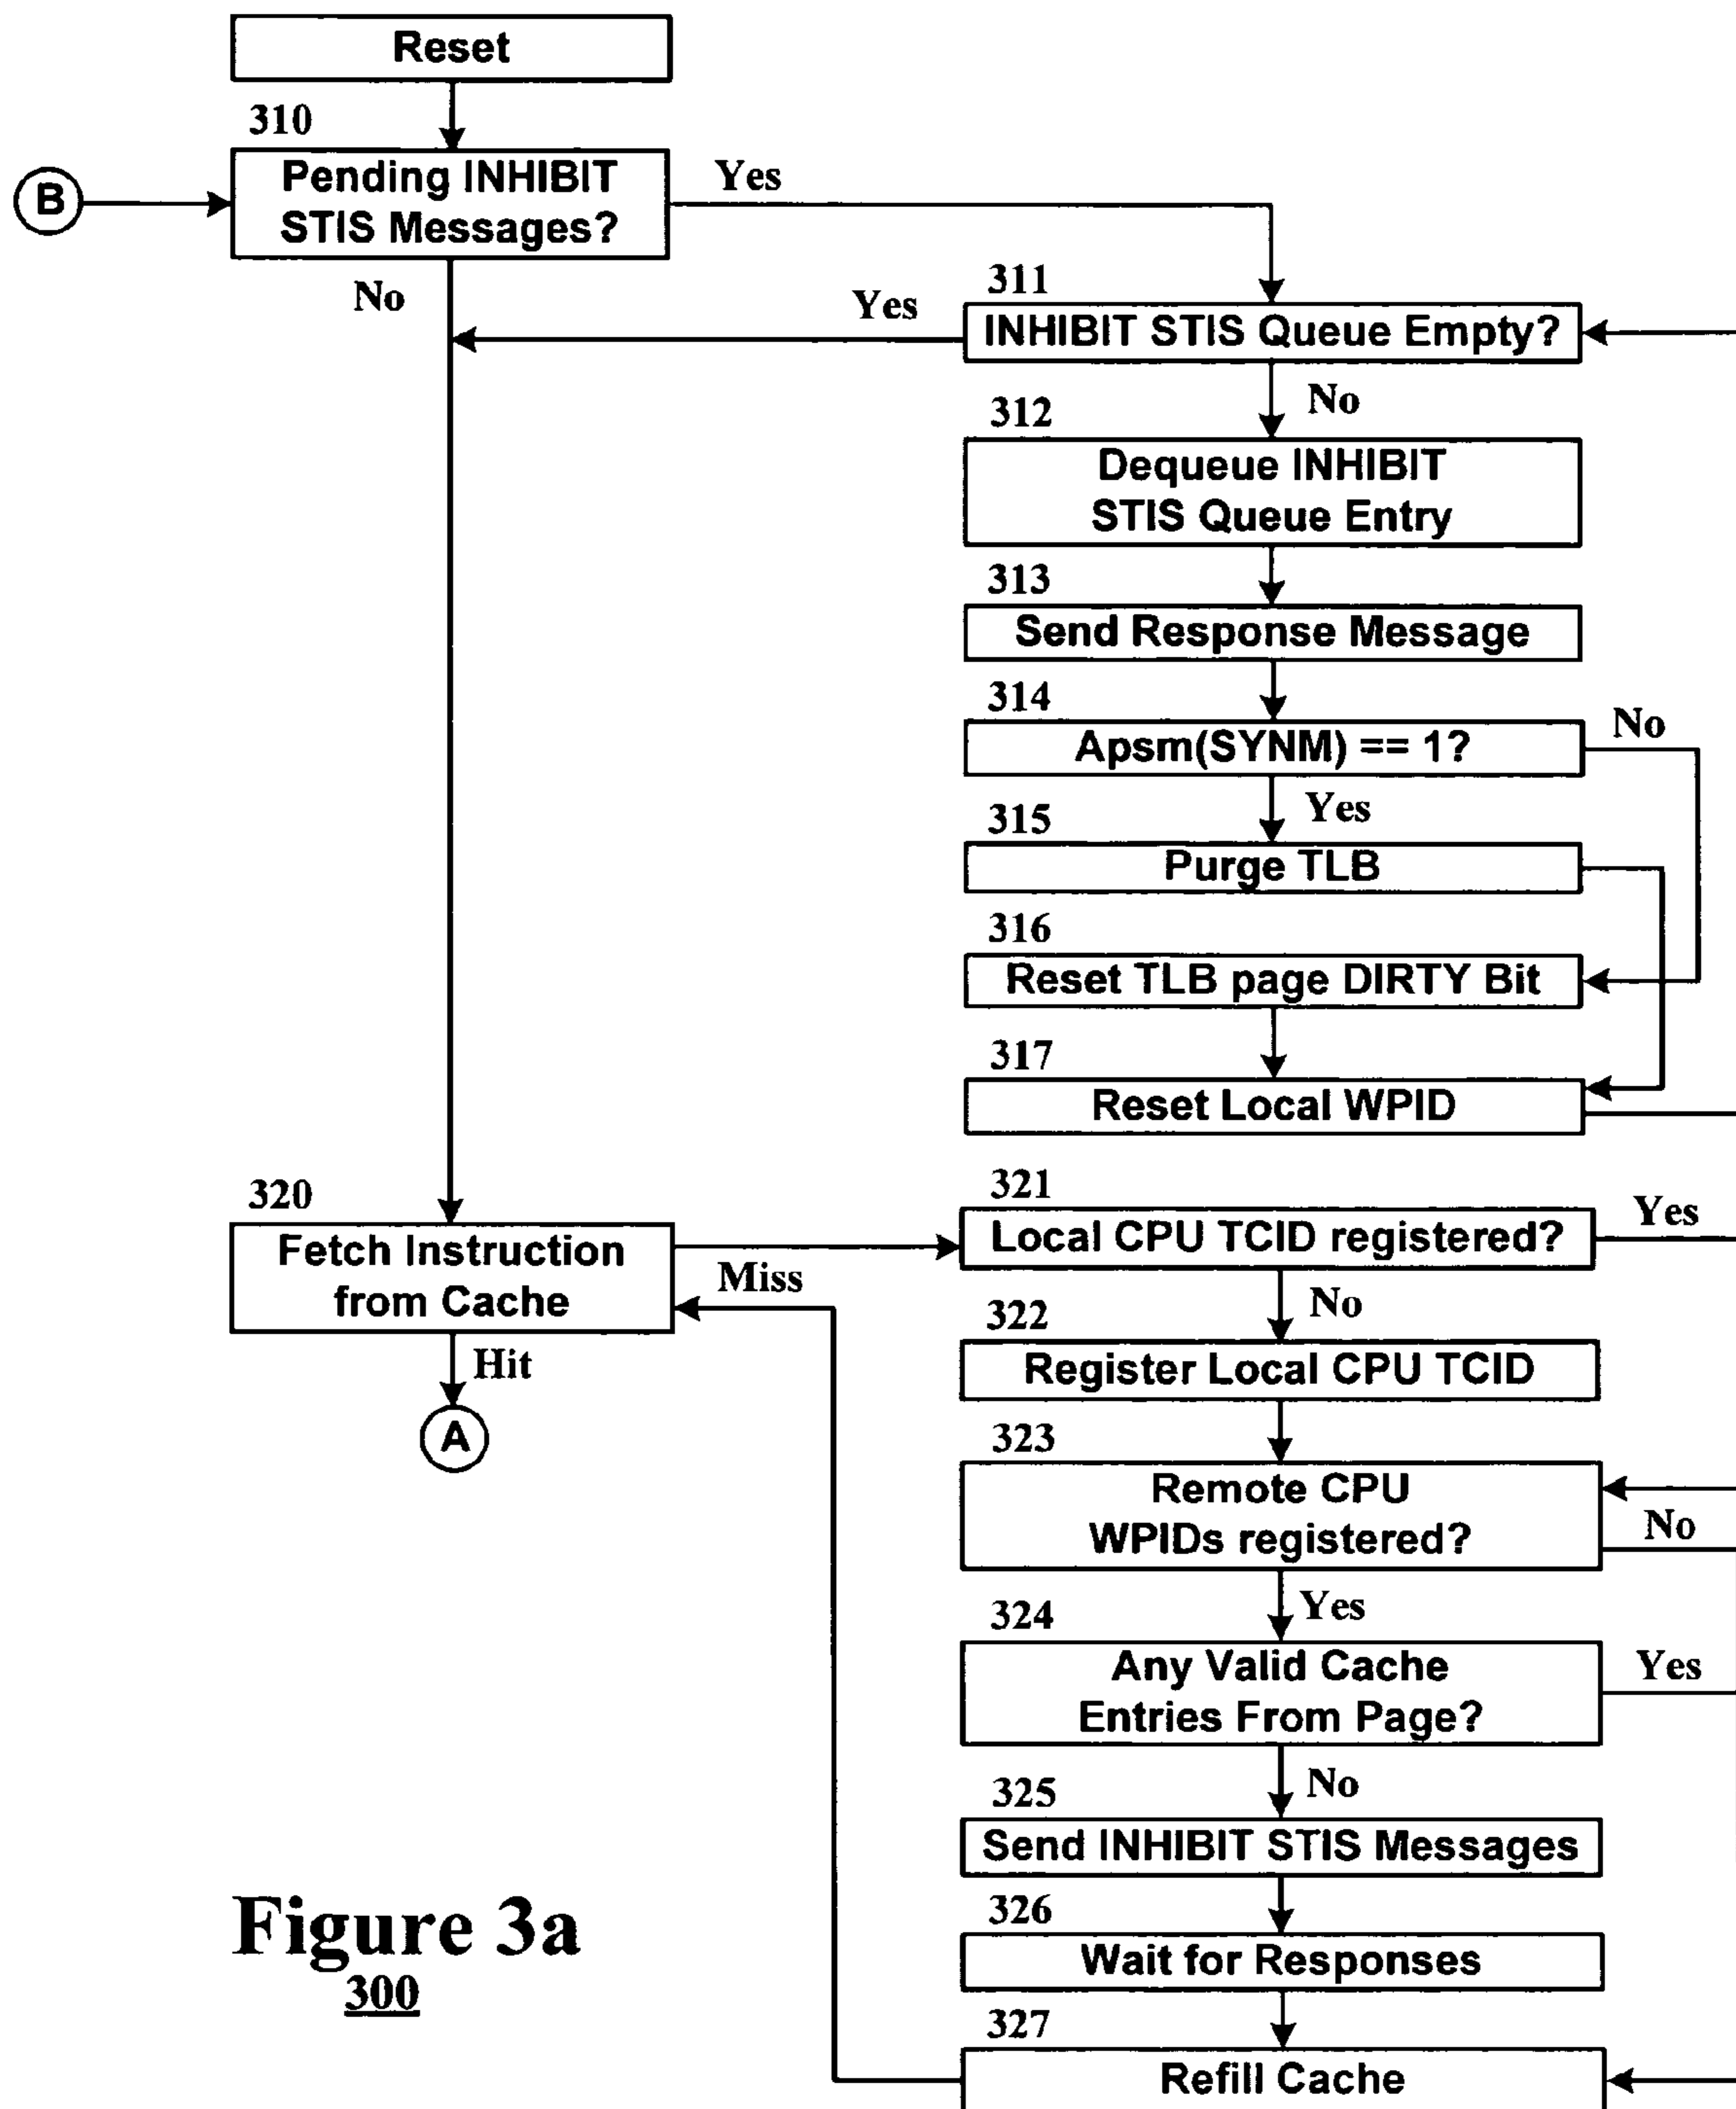 Reset
310
Pending INHIBIT
STIS Messages?
B
Yes
No
311
Yes
INHIBIT STIS Queue Empty?
No
312
Dequeue INHIBIT
STIS Queue Entry
313
Send Response Message
314
Apsm(SYNM) == 1?
No
Yes
315
Purge TLB
316
Reset TLB page DIRTY Bit
317
Reset Local WPID
320
Fetch Instruction
from Cache
Miss
Hit
A
321
Local CPU TCID registered?
Yes
No
322
Register Local CPU TCID
323
Remote CPU
WPIDs registered?
No
Yes
324
Any Valid Cache
Entries From Page?
Yes
No
325
Send INHIBIT STIS Messages
326
Wait for Responses
327
Refill Cache
Figure 3a
300